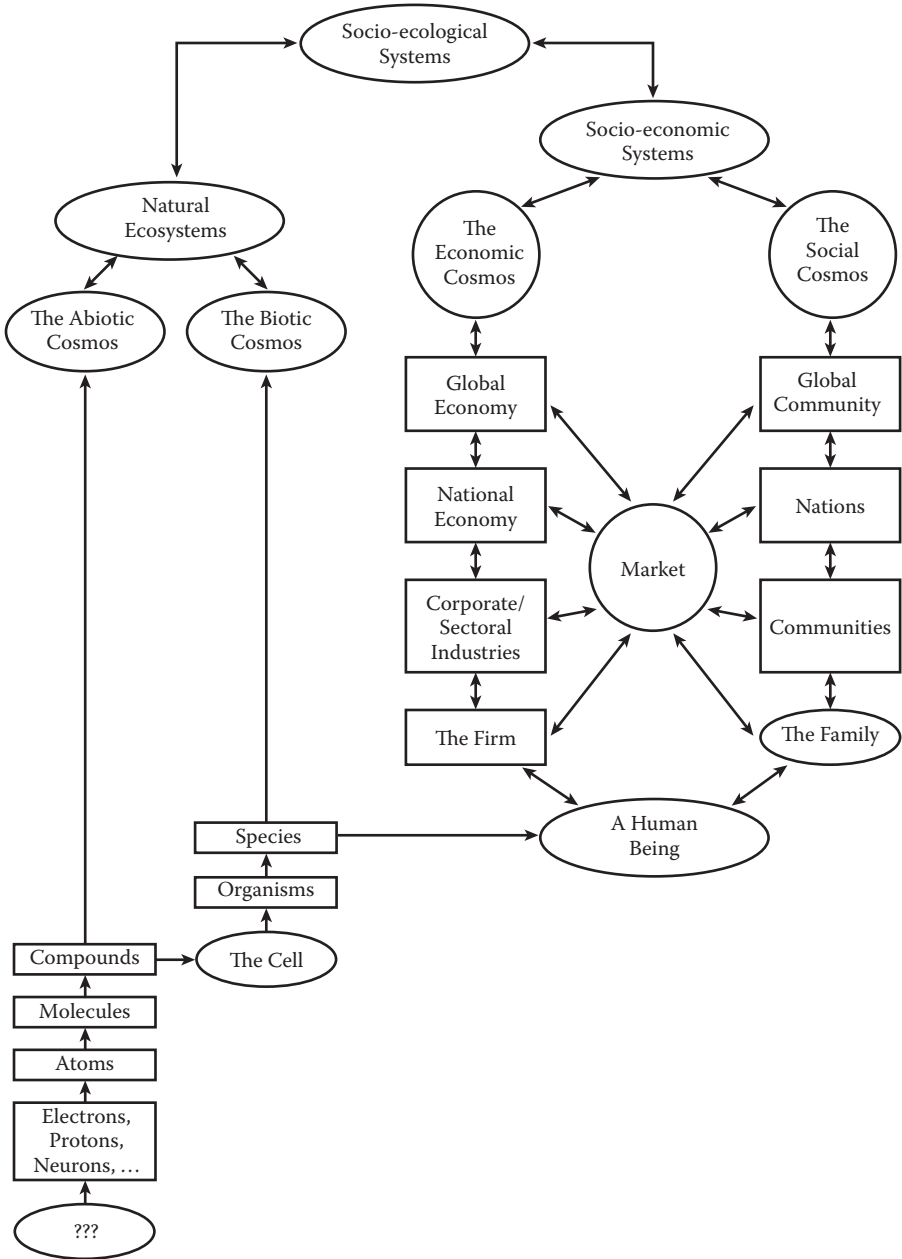 Socio-ecological
Systems
Socio-economic
Systems
Natural
Ecosystems
The
Economic
Cosmos
The
Social
Cosmos
The Abiotic
Cosmos
The Biotic
Cosmos
Global
Economy
Global
Community
National
Economy
Nations
Market
Corporate/
Sectoral
Industries
Communities
The Firm
The Family
A Human
Being
Species
Organisms
Compounds
The Cell
Molecules
Atoms
Electrons,
Protons,
Neurons, …
???